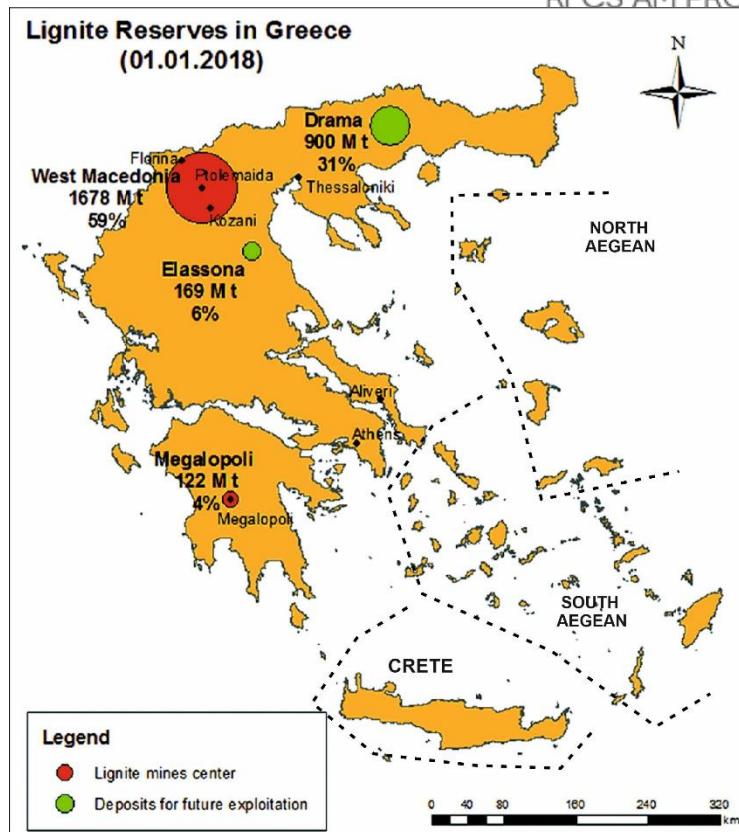 Lignite Reserves in Greece
(01.01.2018)
N
Drama
900 M t
31%
Florina
West Macedonia
1678 M t
59%
Ptolemaida
Kozani
Thessaloniki
NORTH
AEGEAN
Elassona
169 M t
6%
Aliveri
Athens
Megalopoli
122 M t
4%
Megalopoli
SOUTH
AEGEAN
CRETE
Legend
Lignite mines center
Deposits for future exploitation
0 40 80 160 240 320
km